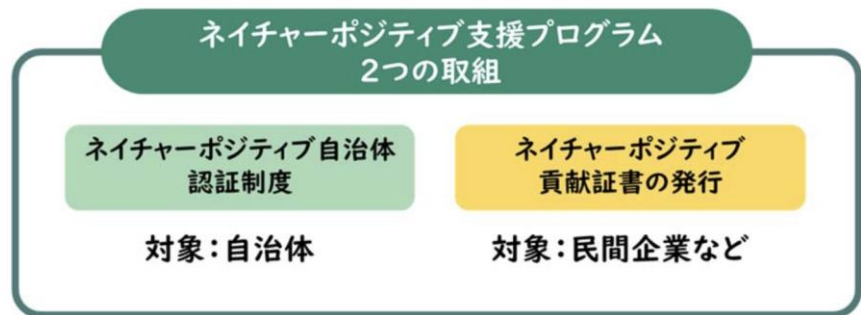 ネイチャーポジティブ支援プログラム
2つの取組
ネイチャーポジティブ自治体
認証制度
対象：自治体
ネイチャーポジティブ
貢献証書の発行
対象：民間企業など